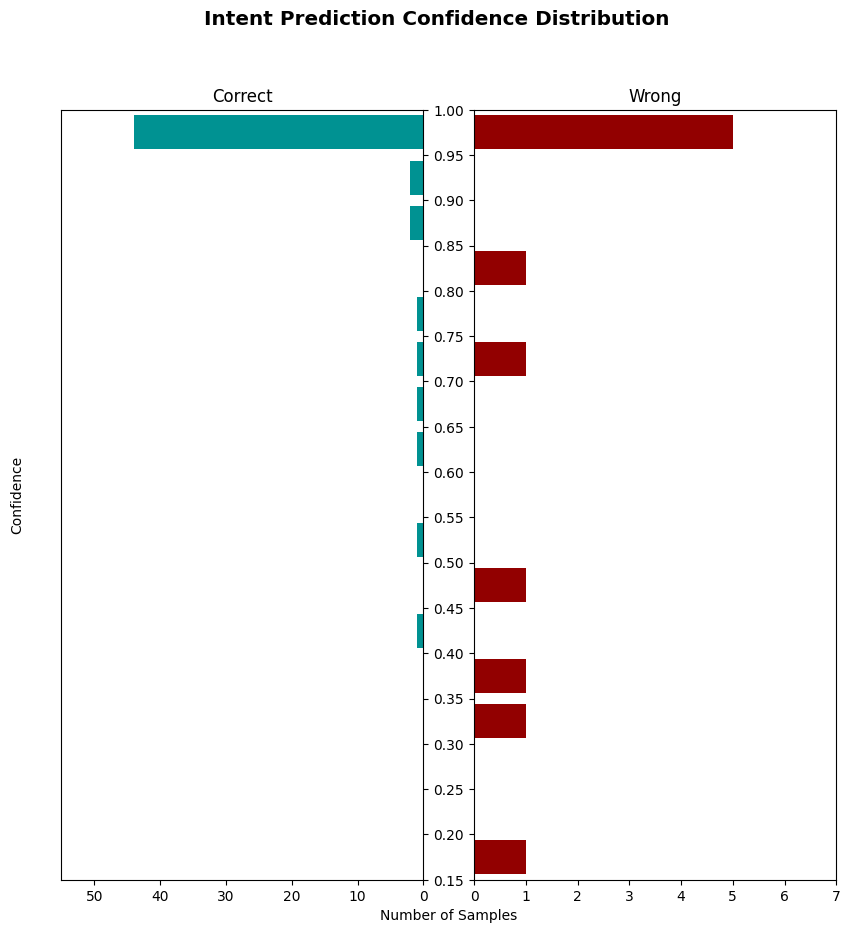 Intent Prediction Confidence Distribution
Correct
Wrong
1.00
0.95
0.90
0.85
0.80
0.75
0.70
0.65
0.60
0.55
0.50
0.45
0.40
0.35
0.30
0.25
0.20
0.15
Confidence
50 40 30 20 10 0
0 1 2 3 4 5 6 7
Number of Samples